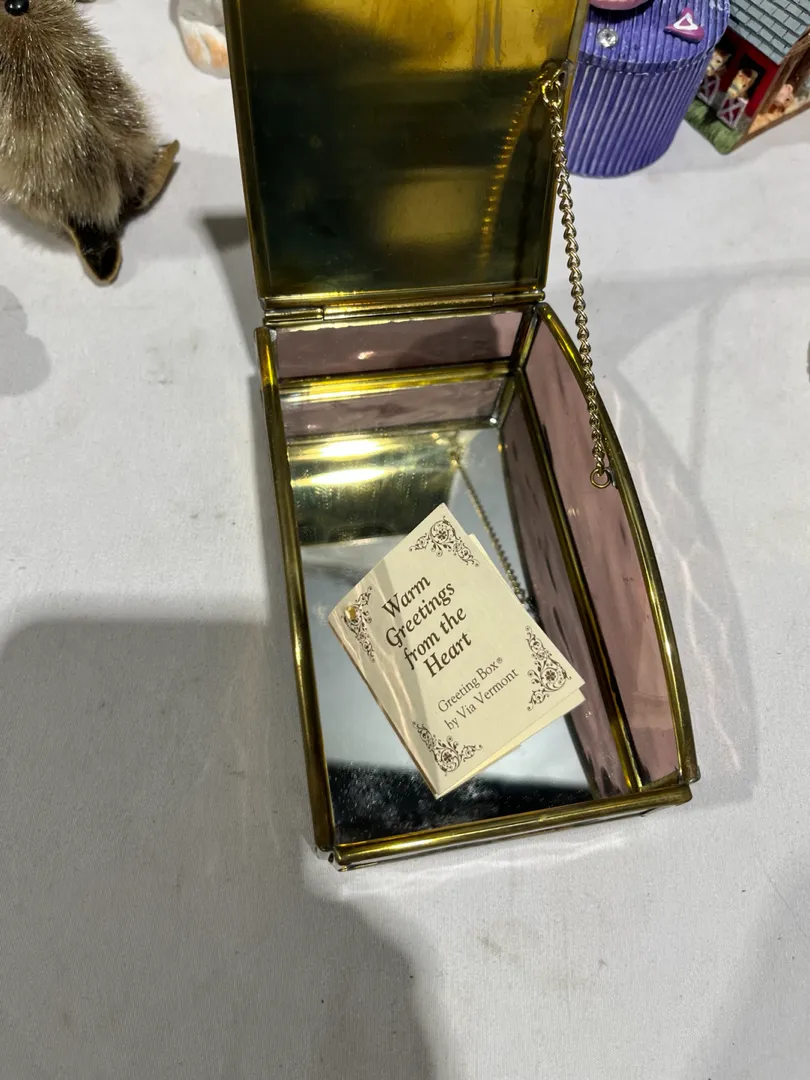 Warm
Greetings
from the
Heart
Greeting Box®
by Via Vermont